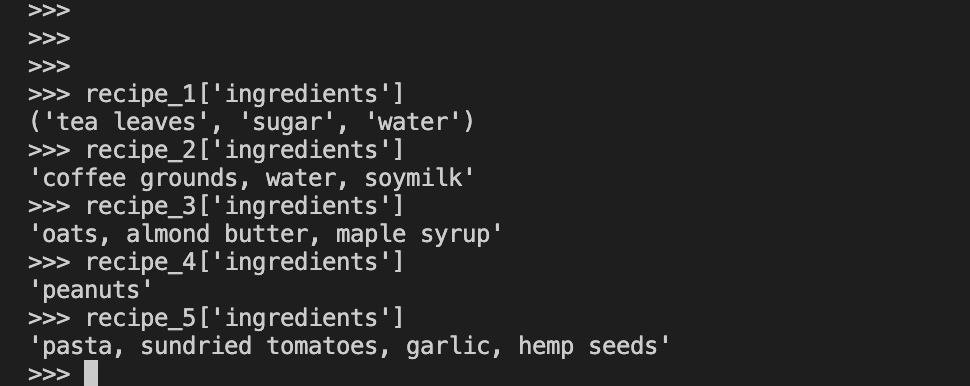 >>>
>>>
>>>
>>> recipe_1['ingredients']
('tea leaves', 'sugar', 'water')
>>> recipe_2['ingredients']
'coffee grounds, water, soymilk'
>>> recipe_3['ingredients']
'oats, almond butter, maple syrup'
>>> recipe_4['ingredients']
'peanuts'
>>> recipe_5['ingredients']
'pasta, sundried tomatoes, garlic, hemp seeds'
>>>